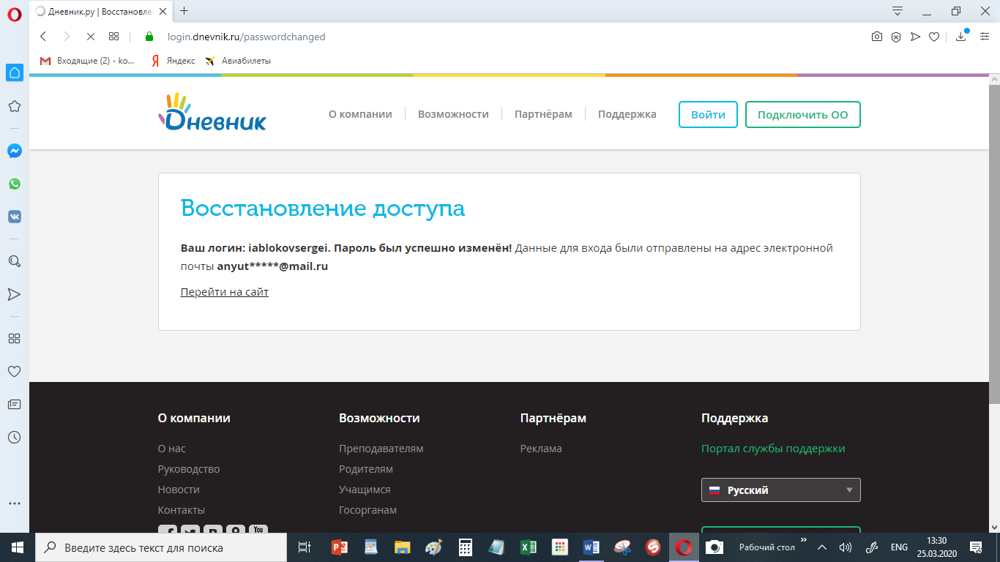 Дневник.ру | Восстановле
login.dnevnik.ru/passwordchanged
Входящие (2) - ko...
Яндекс
Авиабилеты
Дневник
О компании
Возможности
Партнёрам
Поддержка
Войти
Подключить ОО
Восстановление доступа
Ваш логин: iablokovsergei. Пароль был успешно изменён! Данные для входа были отправлены на адрес электронной
почты anyut*****@mail.ru
Перейти на сайт
О компании
О нас
Руководство
Новости
Контакты
You
Возможности
Преподавателям
Родителям
Учащимся
Госорганам
Партнёрам
Реклама
Поддержка
Портал службы поддержки
Русский
Введите здесь текст для поиска
Рабочий стол
ENG
13:30
25.03.2020